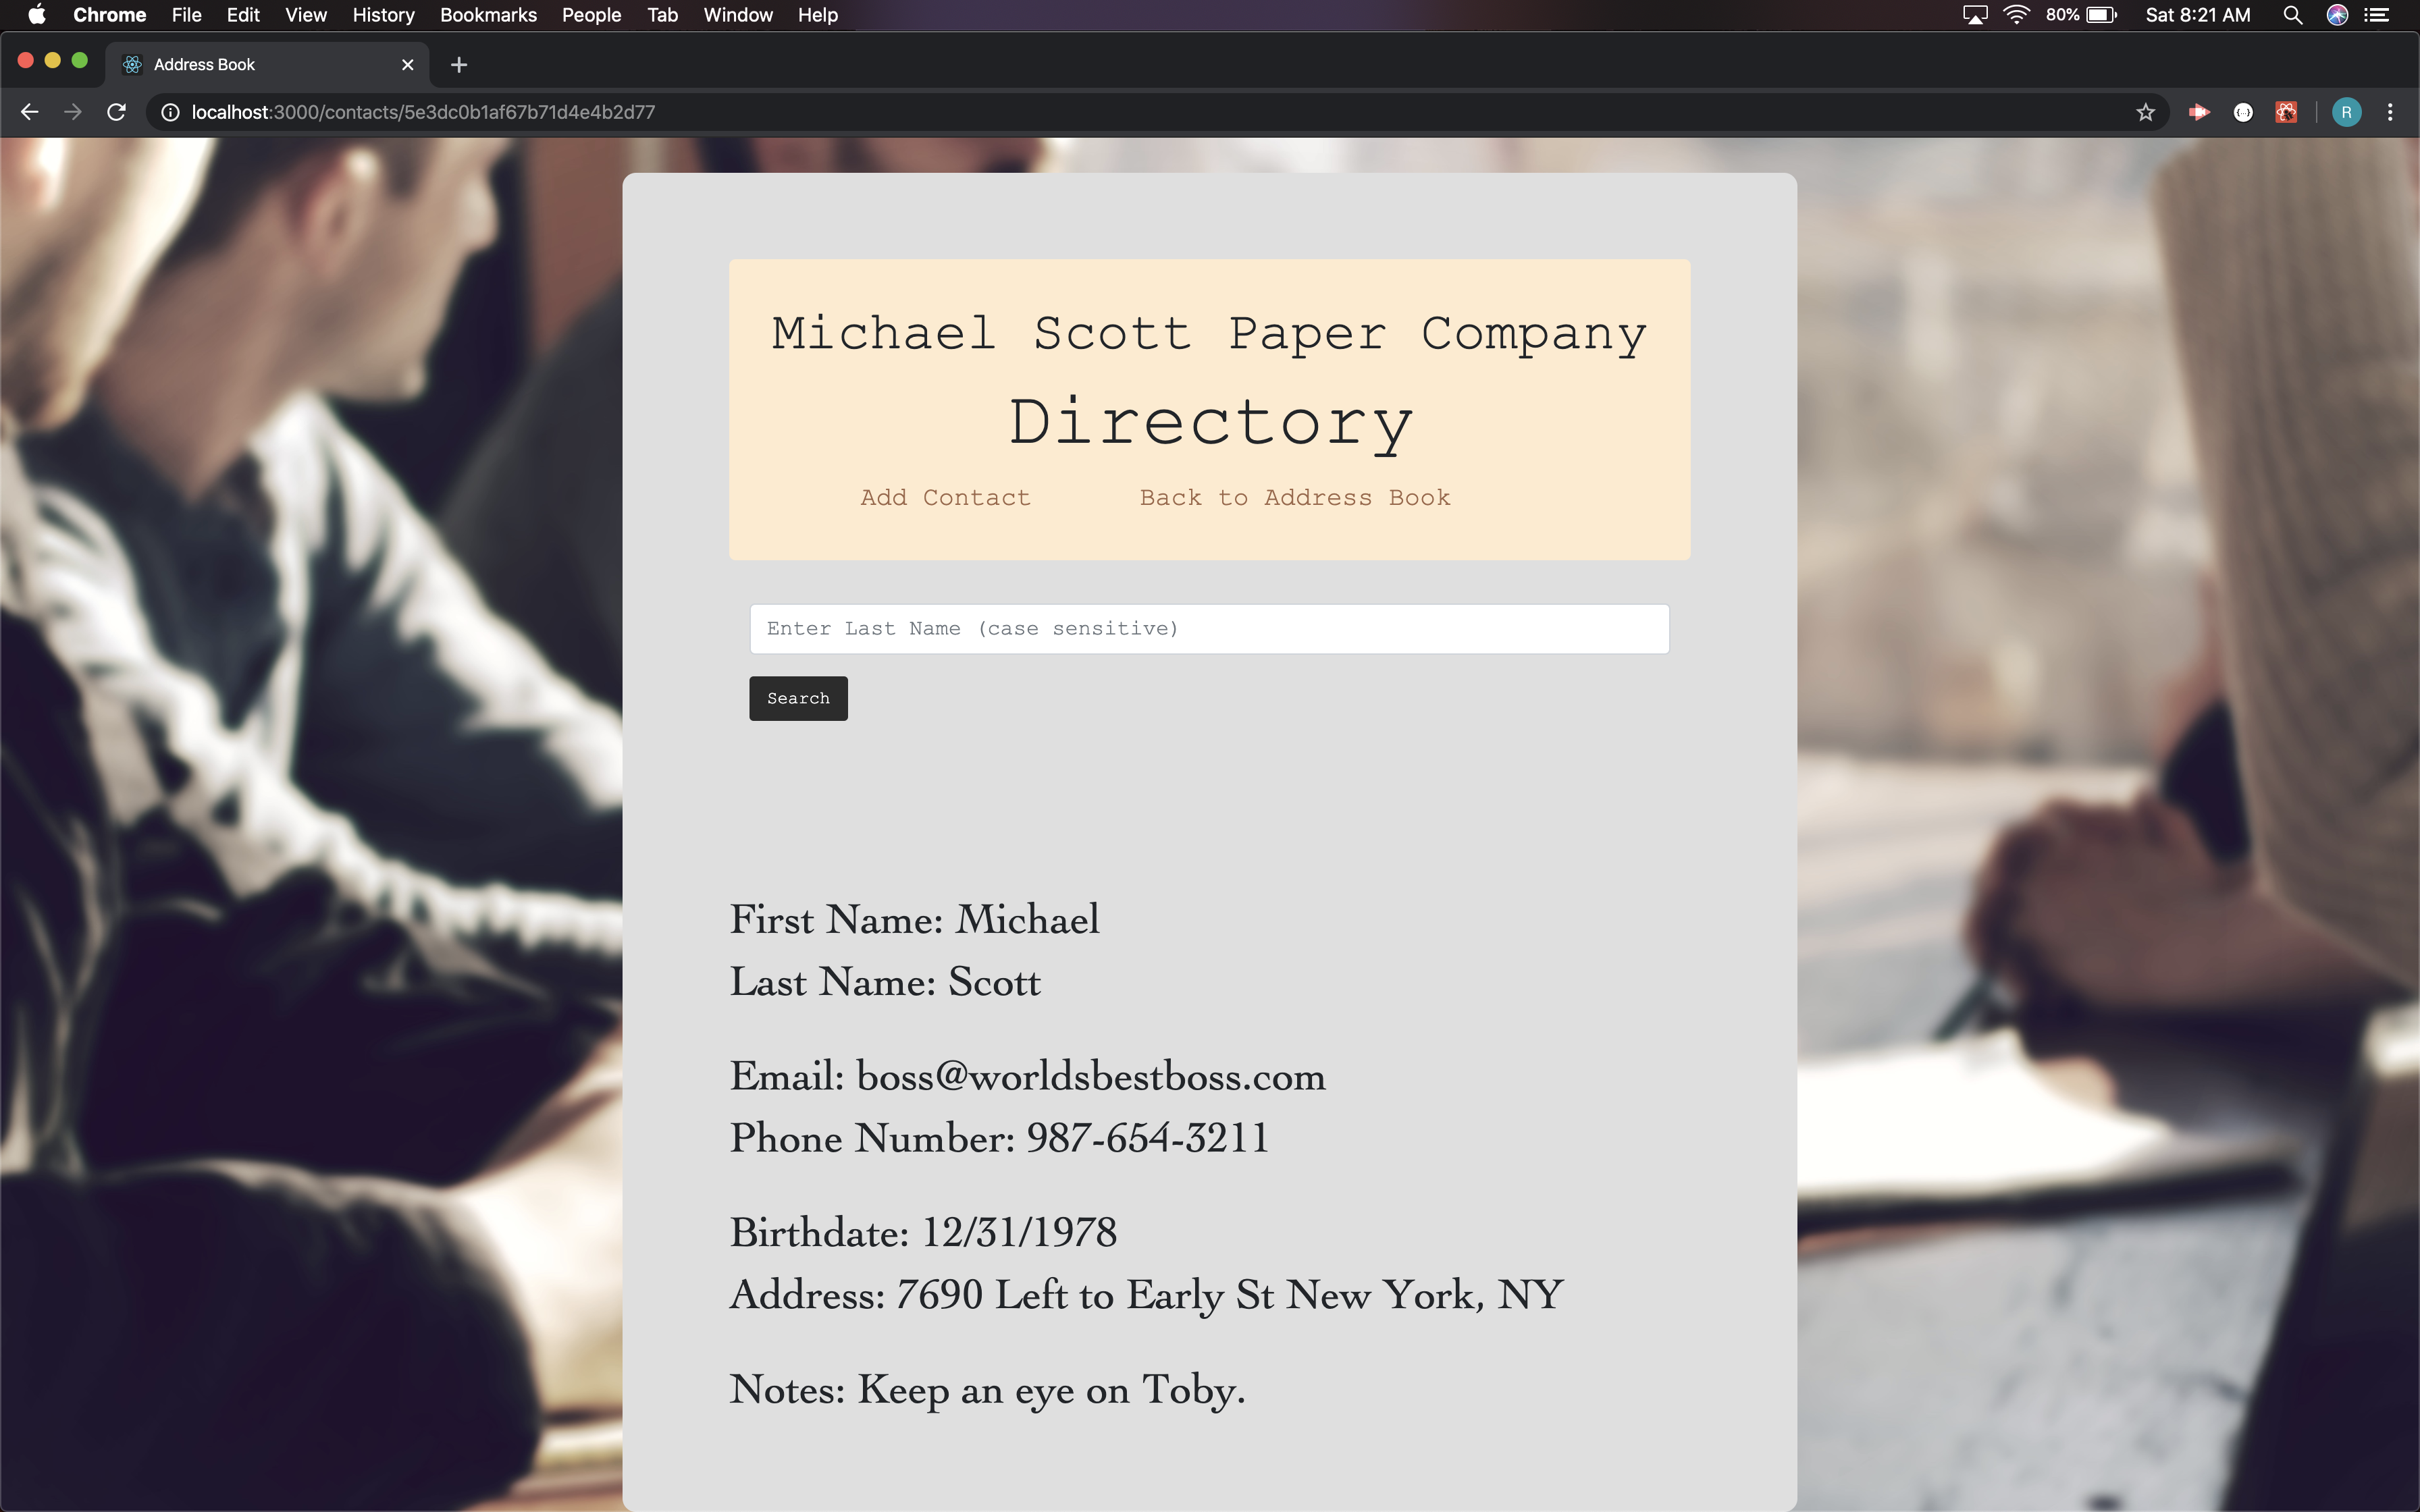 Chrome File Edit View History Bookmarks People Tab Window Help 80% Sat 8:21 AM
Address Book
localhost:3000/contacts/5e3dc0b1af67b71d4e4b2d77 R
Michael Scott Paper Company
Directory
Add Contact Back to Address Book
Enter Last Name (case sensitive)
Search
First Name: Michael
Last Name: Scott
Email: boss@worldsbestboss.com
Phone Number: 987-654-3211
Birthdate: 12/31/1978
Address: 7690 Left to Early St New York, NY
Notes: Keep an eye on Toby.